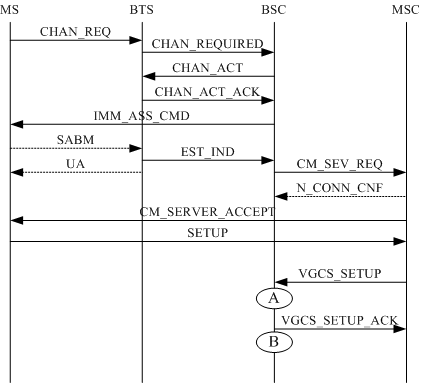 MS BTS BSC MSC
CHAN_REQ
CHAN_REQUIRED
CHAN_ACT
CHAN_ACT_ACK
IMM_ASS_CMD
SABM
EST_IND
UA
CM_SEV_REQ
N_CONN_CNF
CM_SERVER_ACCEPT
SETUP
VGCS_SETUP
A
VGCS_SETUP_ACK
B